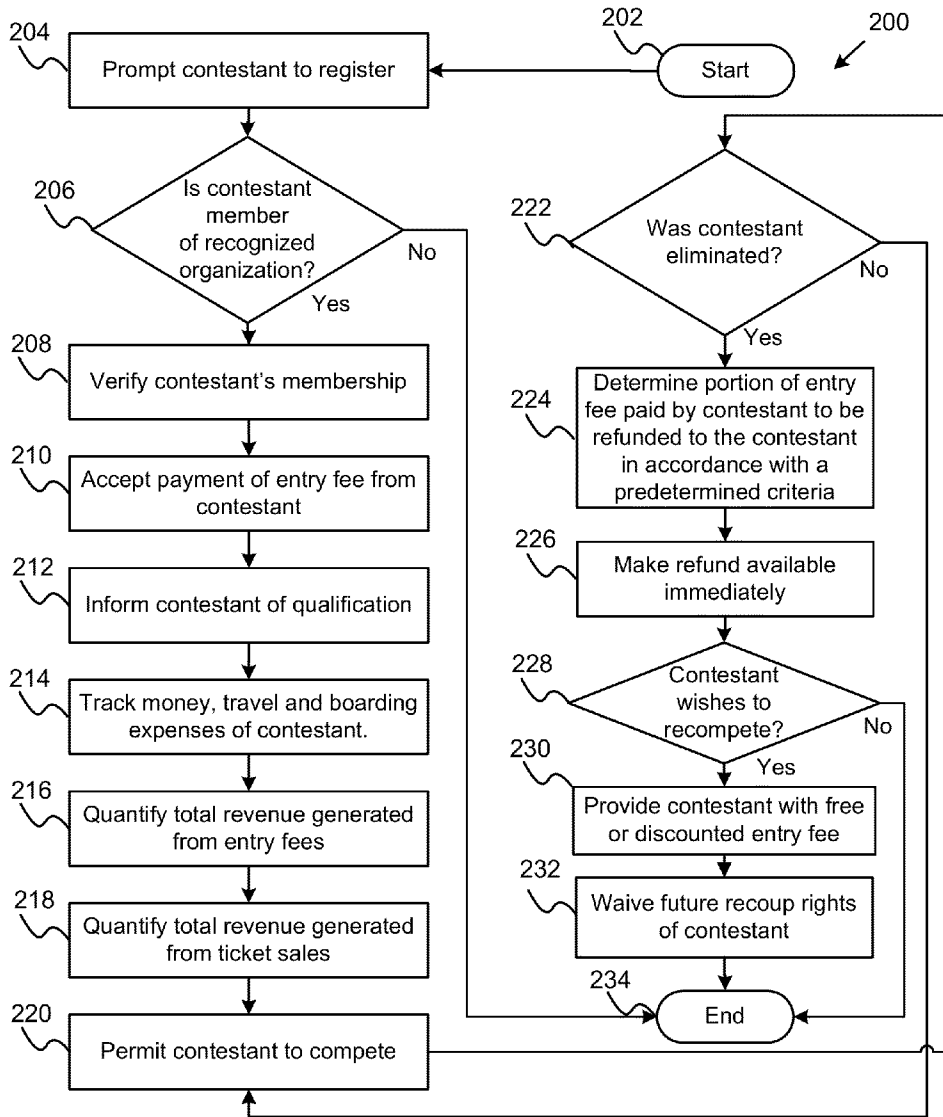 200
202
Start
204
Prompt contestant to register
206
Is contestant
member
of recognized
organization?
No
Yes
208
Verify contestant's membership
210
Accept payment of entry fee from
contestant
212
Inform contestant of qualification
214
Track money, travel and boarding
expenses of contestant.
216
Quantify total revenue generated
from entry fees
218
Quantify total revenue generated
from ticket sales
220
Permit contestant to compete
222
Was contestant
eliminated?
No
Yes
224
Determine portion of entry
fee paid by contestant to be
refunded to the contestant
in accordance with a
predetermined criteria
226
Make refund available
immediately
228
Contestant
wishes to
recompete?
No
Yes
230
Provide contestant with free
or discounted entry fee
232
Waive future recoup rights
of contestant
234
End